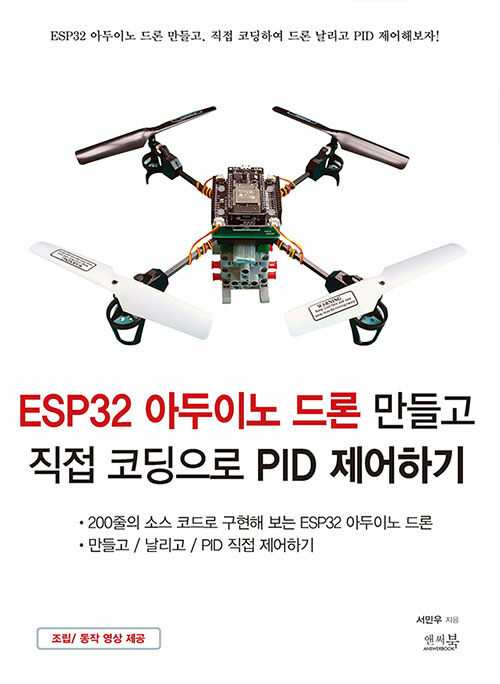 ESP32 아두이노 드론 만들고, 직접 코딩하여 드론 날리고 PID 제어해보자!
WARNING
ESP32 아두이노 드론 만들고
직접 코딩으로 PID 제어하기
• 200줄의 소스 코드로 구현해 보는 ESP32 아두이노 드론
• 만들고 / 날리고 / PID 직접 제어하기
서민우 지음
조립/ 동작 영상 제공
앤써북
ANSWERBOOK